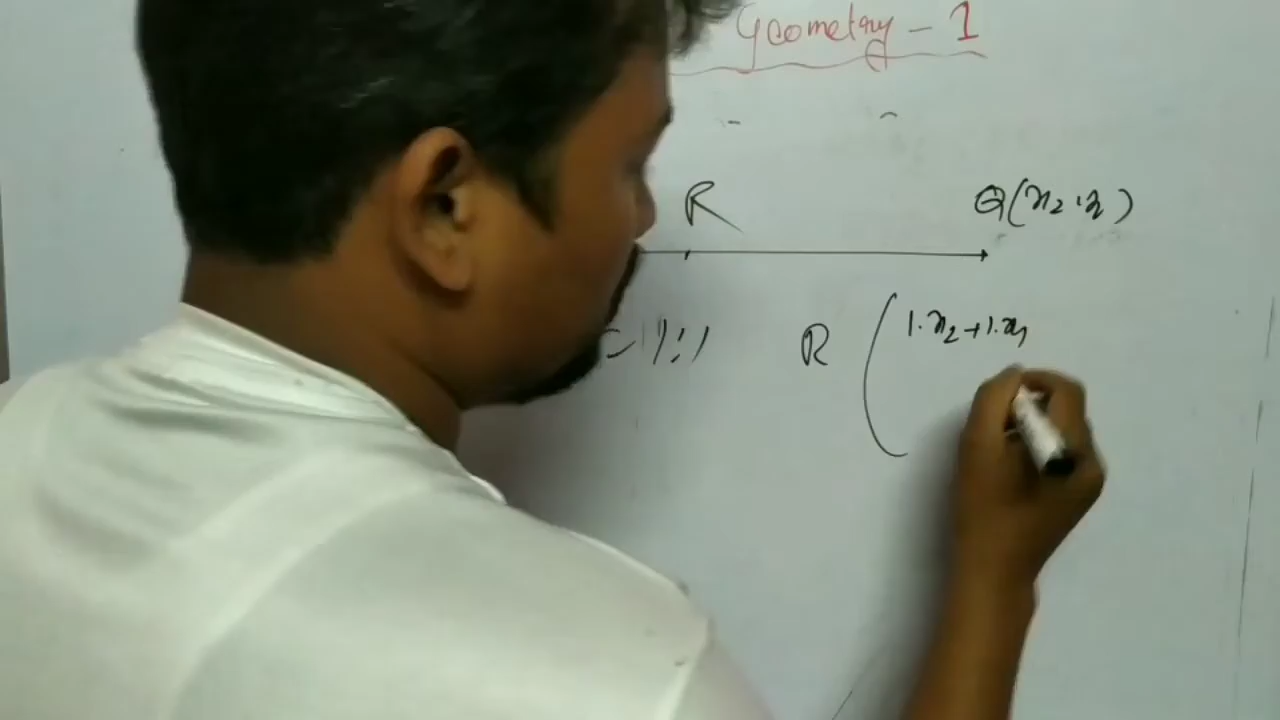 Geometry - 1
R
Q(x₂, y₂)
= 1:1 R ( 1.x₂ + 1.x₁